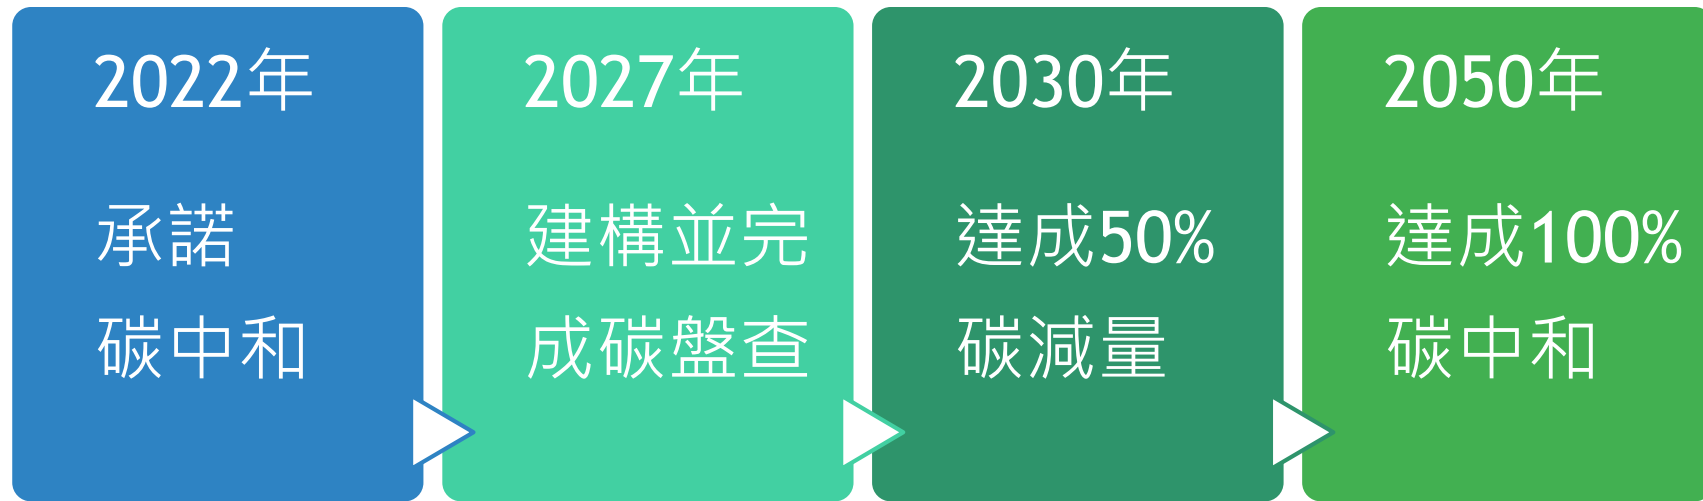 2022年
承諾
碳中和
2027年
建構並完
成碳盤查
2030年
達成50%
碳減量
2050年
達成100%
碳中和